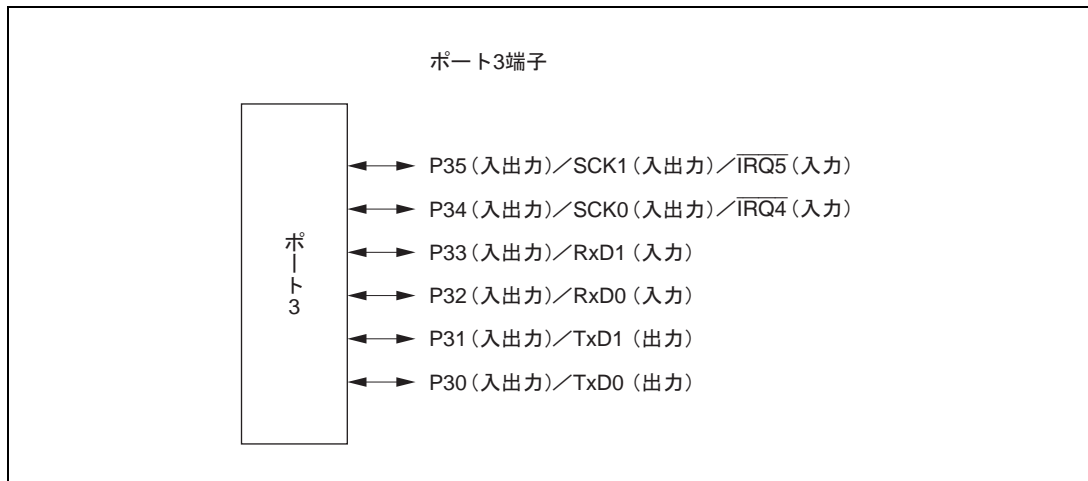 ポート3端子
ポート3
P35(入出力)／SCK1(入出力)／I̅R̅Q̅5̅(入力)
P34(入出力)／SCK0(入出力)／I̅R̅Q̅4̅(入力)
P33(入出力)／RxD1(入力)
P32(入出力)／RxD0(入力)
P31(入出力)／TxD1(出力)
P30(入出力)／TxD0(出力)